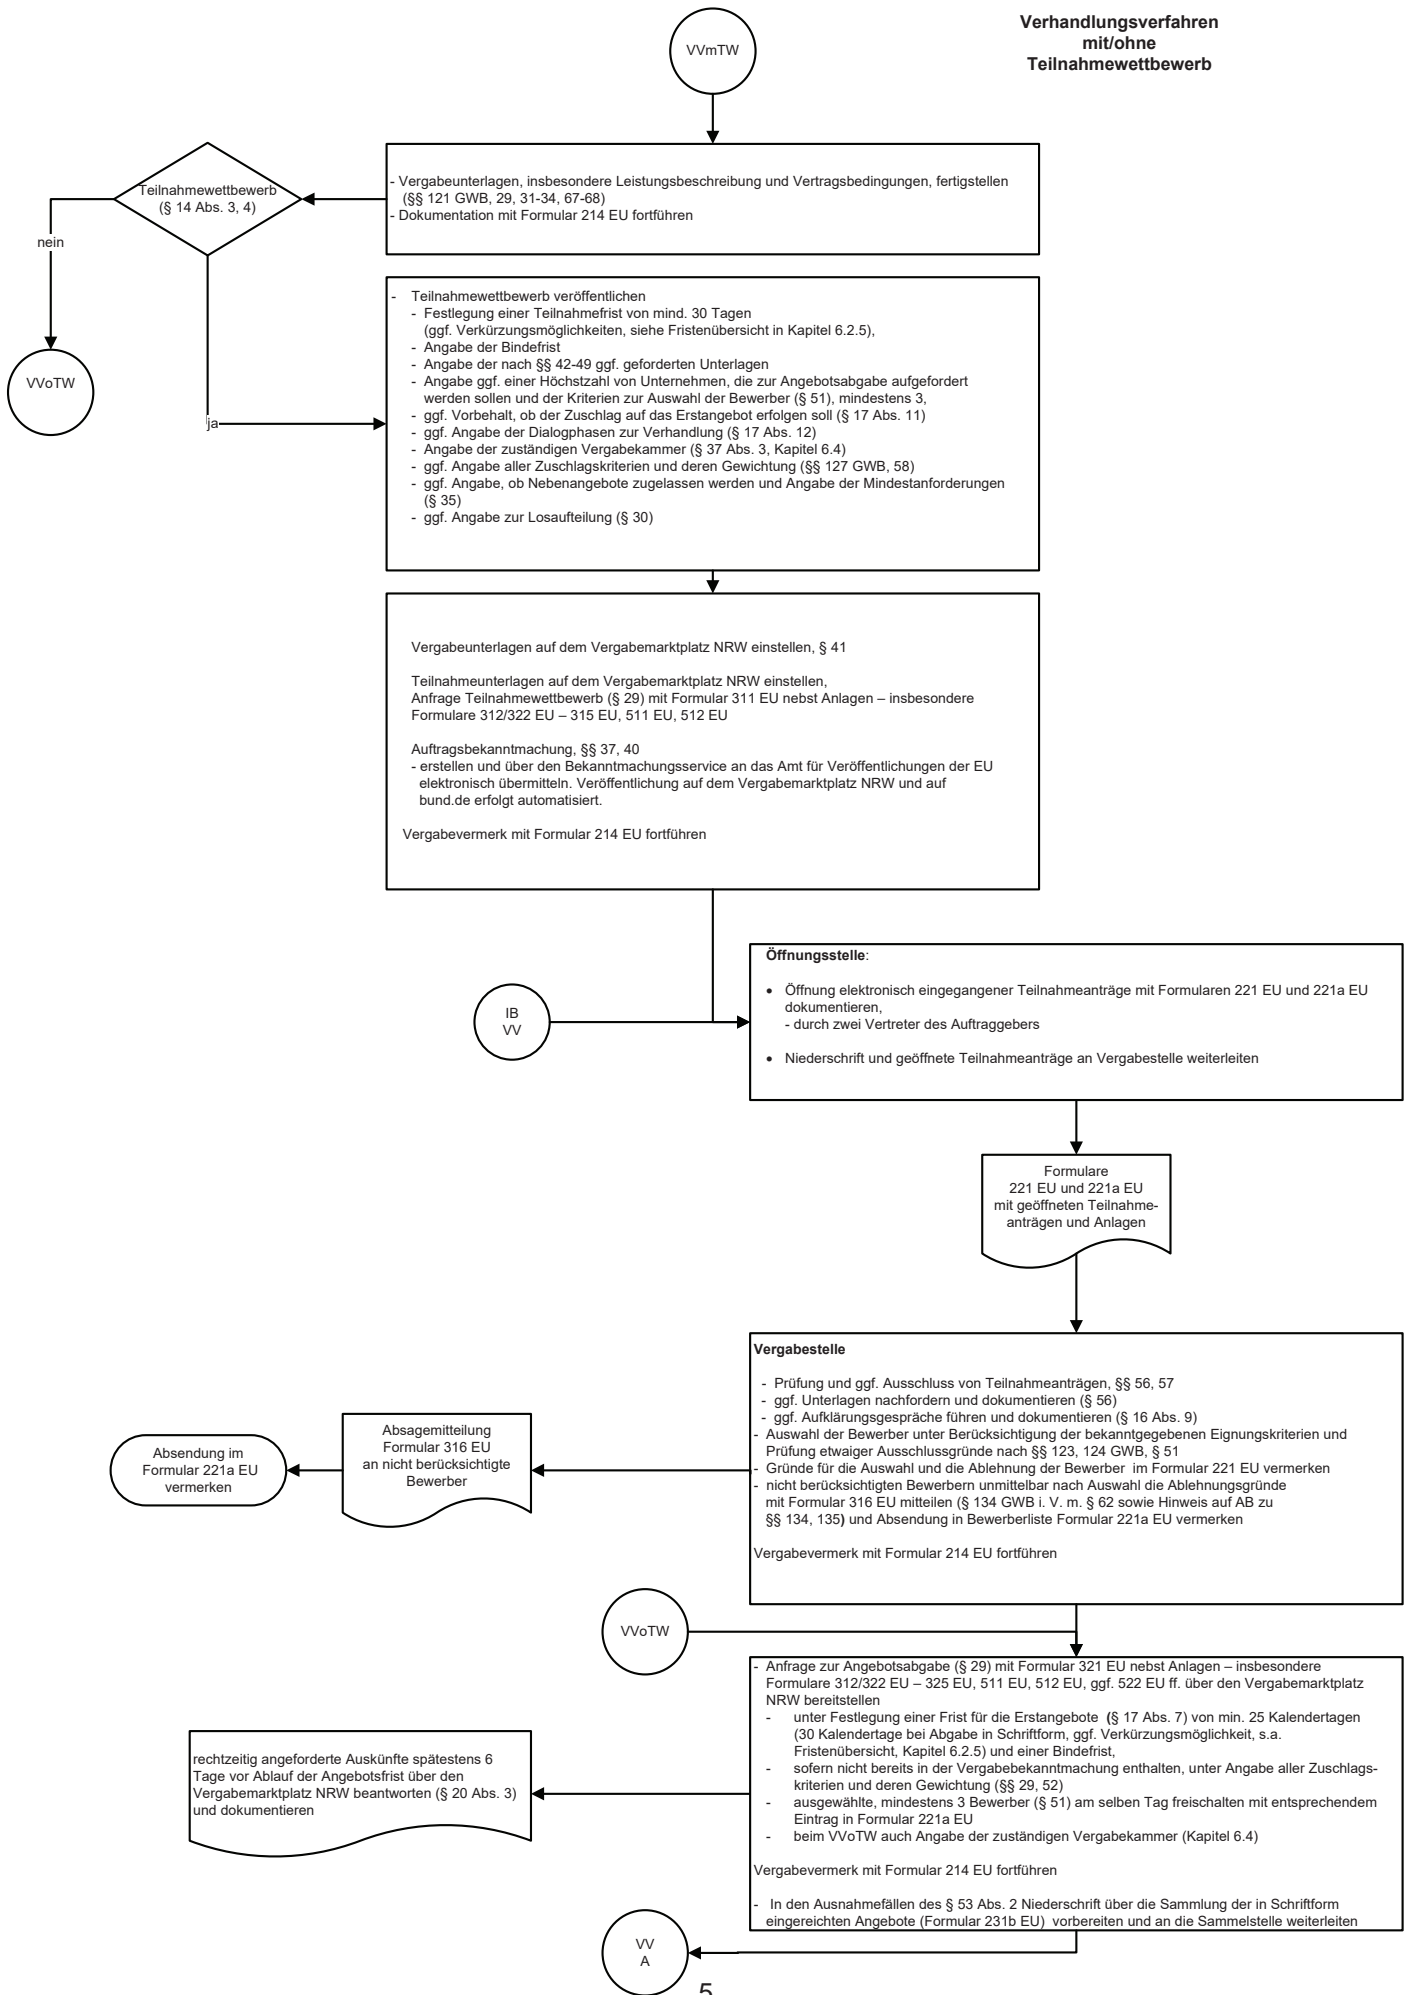 Verhandlungsverfahren
mit/ohne
Teilnahmewettbewerb
VVmTW
- Vergabeunterlagen, insbesondere Leistungsbeschreibung und Vertragsbedingungen, fertigstellen
(§§ 121 GWB, 29, 31-34, 67-68)
- Dokumentation mit Formular 214 EU fortführen
Teilnahmewettbewerb
(§ 14 Abs. 3, 4)
nein
VVoTW
ja
- Teilnahmewettbewerb veröffentlichen
- Festlegung einer Teilnahmefrist von mind. 30 Tagen
(ggf. Verkürzungsmöglichkeiten, siehe Fristenübersicht in Kapitel 6.2.5),
- Angabe der Bindefrist
- Angabe der nach §§ 42-49 ggf. geforderten Unterlagen
- Angabe ggf. einer Höchstzahl von Unternehmen, die zur Angebotsabgabe aufgefordert
werden sollen und der Kriterien zur Auswahl der Bewerber (§ 51), mindestens 3,
- ggf. Vorbehalt, ob der Zuschlag auf das Erstangebot erfolgen soll (§ 17 Abs. 11)
- ggf. Angabe der Dialogphasen zur Verhandlung (§ 17 Abs. 12)
- Angabe der zuständigen Vergabekammer (§ 37 Abs. 3, Kapitel 6.4)
- ggf. Angabe aller Zuschlagskriterien und deren Gewichtung (§§ 127 GWB, 58)
- ggf. Angabe, ob Nebenangebote zugelassen werden und Angabe der Mindestanforderungen
(§ 35)
- ggf. Angabe zur Losaufteilung (§ 30)
Vergabeunterlagen auf dem Vergabemarktplatz NRW einstellen, § 41
Teilnahmeunterlagen auf dem Vergabemarktplatz NRW einstellen,
Anfrage Teilnahmewettbewerb (§ 29) mit Formular 311 EU nebst Anlagen – insbesondere
Formulare 312/322 EU – 315 EU, 511 EU, 512 EU
Auftragsbekanntmachung, §§ 37, 40
- erstellen und über den Bekanntmachungsservice an das Amt für Veröffentlichungen der EU
elektronisch übermitteln. Veröffentlichung auf dem Vergabemarktplatz NRW und auf
bund.de erfolgt automatisiert.
Vergabevermerk mit Formular 214 EU fortführen
IB
VV
Öffnungsstelle:
• Öffnung elektronisch eingegangener Teilnahmeanträge mit Formularen 221 EU und 221a EU
dokumentieren,
- durch zwei Vertreter des Auftraggebers
• Niederschrift und geöffnete Teilnahmeanträge an Vergabestelle weiterleiten
Formulare
221 EU und 221a EU
mit geöffneten Teilnahme-
anträgen und Anlagen
Vergabestelle
- Prüfung und ggf. Ausschluss von Teilnahmeanträgen, §§ 56, 57
- ggf. Unterlagen nachfordern und dokumentieren (§ 56)
- ggf. Aufklärungsgespräche führen und dokumentieren (§ 16 Abs. 9)
- Auswahl der Bewerber unter Berücksichtigung der bekanntgegebenen Eignungskriterien und
Prüfung etwaiger Ausschlussgründe nach §§ 123, 124 GWB, § 51
- Gründe für die Auswahl und die Ablehnung der Bewerber im Formular 221 EU vermerken
- nicht berücksichtigten Bewerbern unmittelbar nach Auswahl die Ablehnungsgründe
mit Formular 316 EU mitteilen (§ 134 GWB i. V. m. § 62 sowie Hinweis auf AB zu
§§ 134, 135) und Absendung in Bewerberliste Formular 221a EU vermerken
Vergabevermerk mit Formular 214 EU fortführen
Absagemitteilung
Formular 316 EU
an nicht berücksichtigte
Bewerber
Absendung im
Formular 221a EU
vermerken
VVoTW
- Anfrage zur Angebotsabgabe (§ 29) mit Formular 321 EU nebst Anlagen – insbesondere
Formulare 312/322 EU – 325 EU, 511 EU, 512 EU, ggf. 522 EU ff. über den Vergabemarktplatz
NRW bereitstellen
- unter Festlegung einer Frist für die Erstangebote (§ 17 Abs. 7) von min. 25 Kalendertagen
(30 Kalendertage bei Abgabe in Schriftform, ggf. Verkürzungsmöglichkeit, s.a.
Fristenübersicht, Kapitel 6.2.5) und einer Bindefrist,
- sofern nicht bereits in der Vergabebekanntmachung enthalten, unter Angabe aller Zuschlags-
kriterien und deren Gewichtung (§§ 29, 52)
- ausgewählte, mindestens 3 Bewerber (§ 51) am selben Tag freischalten mit entsprechendem
Eintrag in Formular 221a EU
- beim VVoTW auch Angabe der zuständigen Vergabekammer (Kapitel 6.4)
Vergabevermerk mit Formular 214 EU fortführen
- In den Ausnahmefällen des § 53 Abs. 2 Niederschrift über die Sammlung der in Schriftform
eingereichten Angebote (Formular 231b EU) vorbereiten und an die Sammelstelle weiterleiten
rechtzeitig angeforderte Auskünfte spätestens 6
Tage vor Ablauf der Angebotsfrist über den
Vergabemarktplatz NRW beantworten (§ 20 Abs. 3)
und dokumentieren
VV
A
5